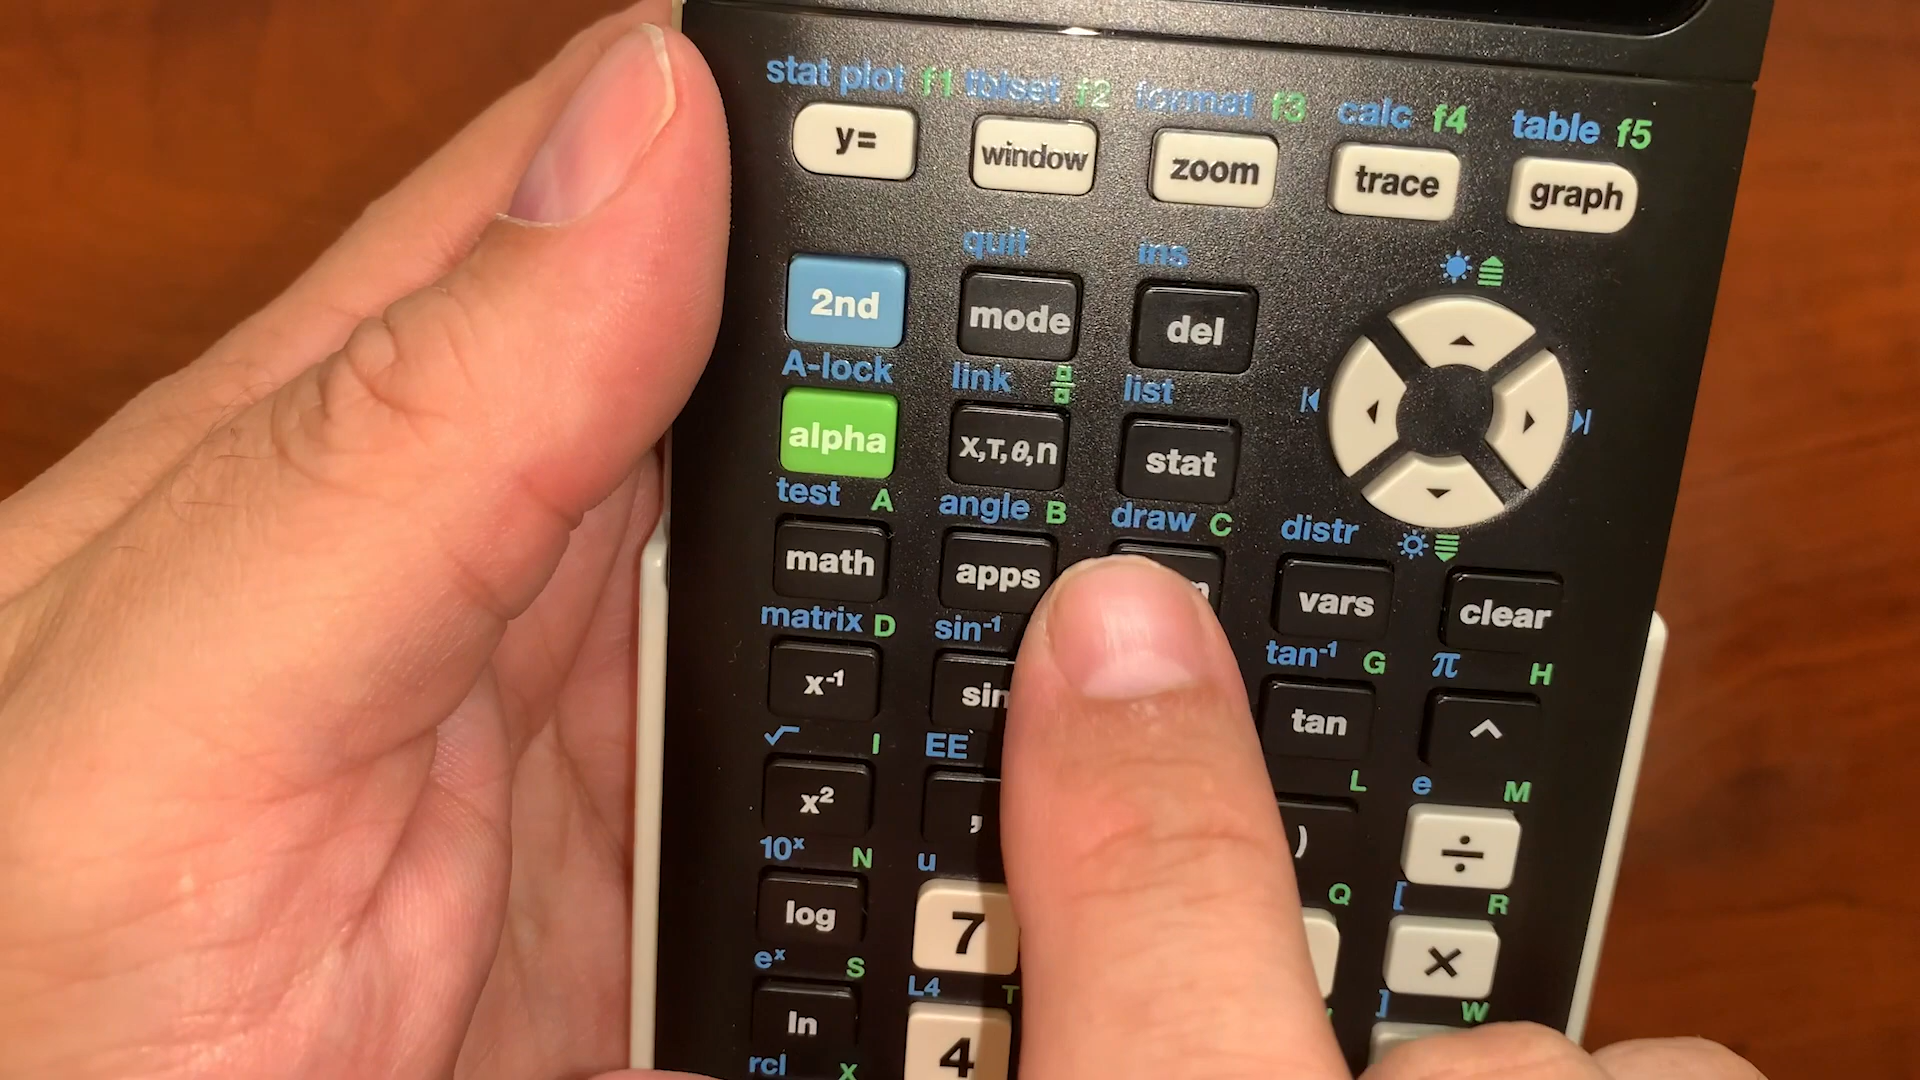 stat plot f1 tblset f2 format f3 calc f4 table f5
y= window zoom trace graph
quit ins
2nd mode del
A-lock link list
alpha X,T,θ,n stat
test A angle B draw C distr
math apps vars clear
matrix D sin-1 tan-1 G π H
x-1 sin tan ^
√ I EE L e M
x2 , ) ÷
10x N u Q [ R
log 7 ×
ex S L4 T ] W
ln 4
rcl X